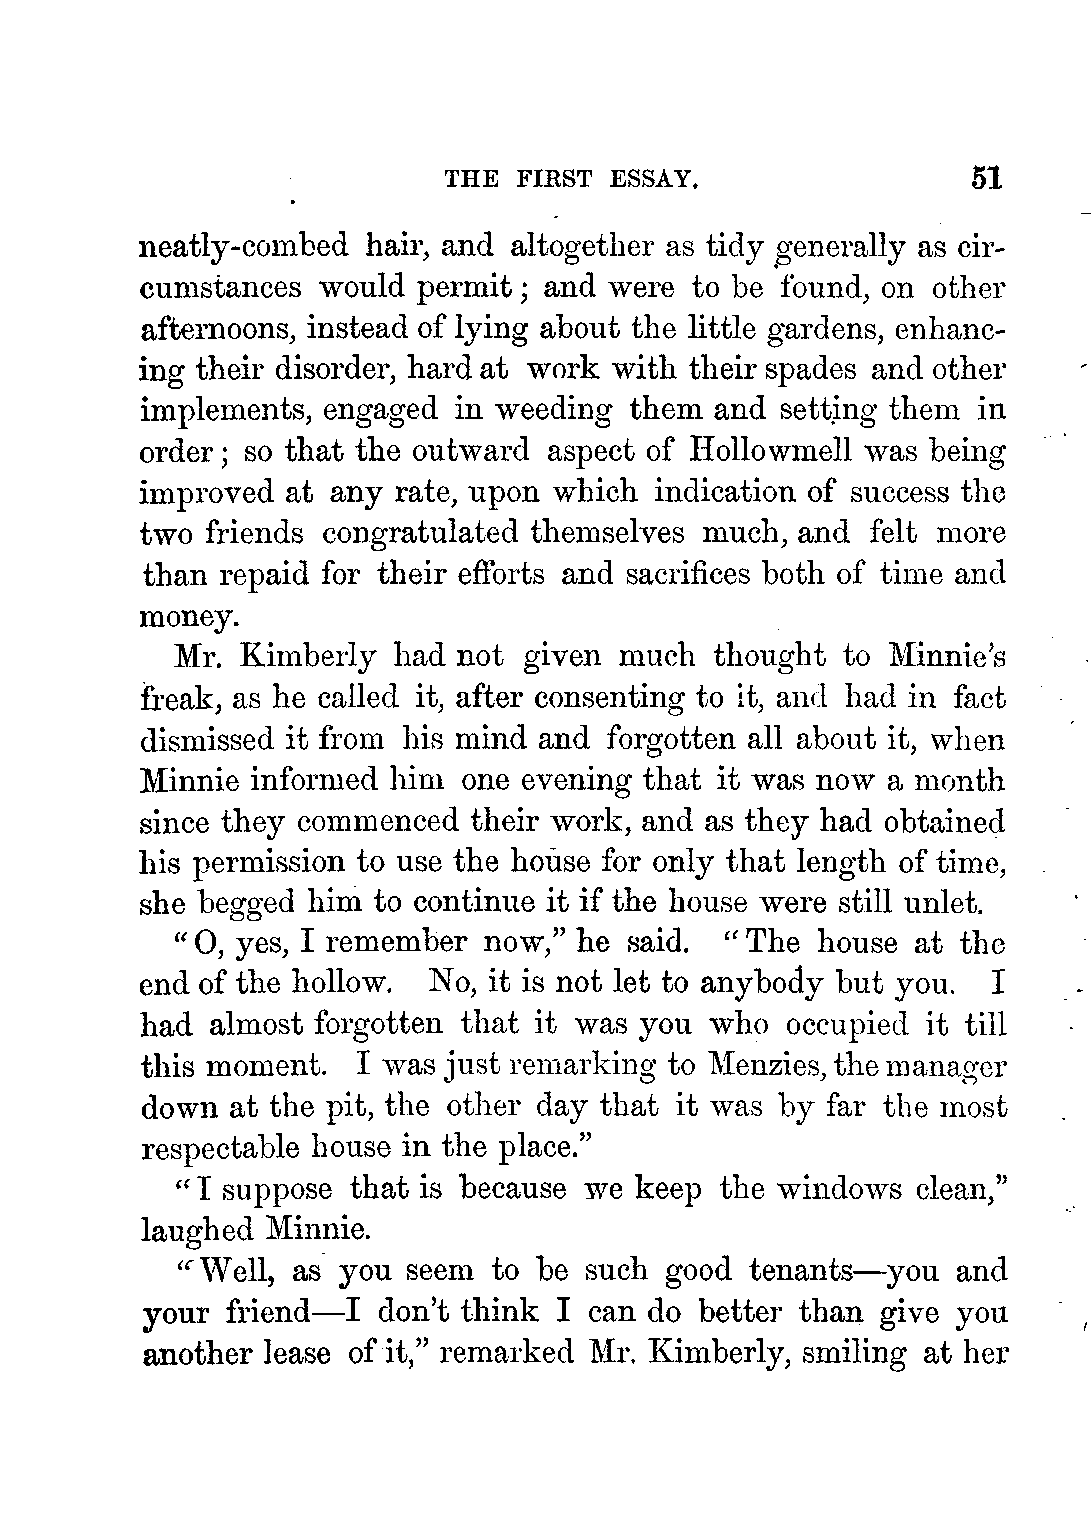 THE FIRST ESSAY. 51
neatly-combed hair, and altogether as tidy generally as cir-
cumstances would permit; and were to be found, on other
afternoons, instead of lying about the little gardens, enhanc-
ing their disorder, hard at work with their spades and other
implements, engaged in weeding them and setting them in
order; so that the outward aspect of Hollowmell was being
improved at any rate, upon which indication of success the
two friends congratulated themselves much, and felt more
than repaid for their efforts and sacrifices both of time and
money.
Mr. Kimberly had not given much thought to Minnie's
freak, as he called it, after consenting to it, and had in fact
dismissed it from his mind and forgotten all about it, when
Minnie informed him one evening that it was now a month
since they commenced their work, and as they had obtained
his permission to use the house for only that length of time,
she begged him to continue it if the house were still unlet.
"O, yes, I remember now," he said. "The house at the
end of the hollow. No, it is not let to anybody but you. I
had almost forgotten that it was you who occupied it till
this moment. I was just remarking to Menzies, the manager
down at the pit, the other day that it was by far the most
respectable house in the place."
"I suppose that is because we keep the windows clean,"
laughed Minnie.
"Well, as you seem to be such good tenants—you and
your friend—I don't think I can do better than give you
another lease of it," remarked Mr. Kimberly, smiling at her